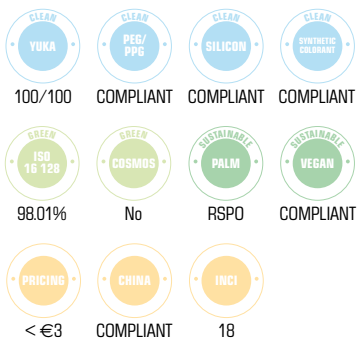 CLEAN CLEAN CLEAN CLEAN
YUKA PEG/PPG SILICON SYNTHETIC COLORANT
100/100 COMPLIANT COMPLIANT COMPLIANT
GREEN GREEN SUSTAINABLE SUSTAINABLE
ISO 16 128 COSMOS PALM VEGAN
98.01% No RSPO COMPLIANT
PRICING CHINA INCI
< €3 COMPLIANT 18